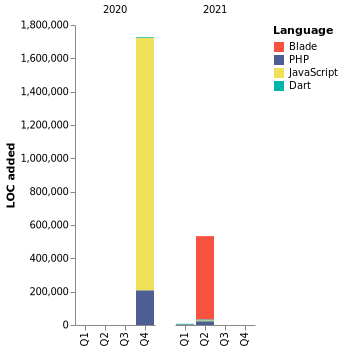 2020 2021
Language
Blade
PHP
JavaScript
Dart
LOC added
1,800,000
1,600,000
1,400,000
1,200,000
1,000,000
800,000
600,000
400,000
200,000
0
Q1 Q2 Q3 Q4 Q1 Q2 Q3 Q4